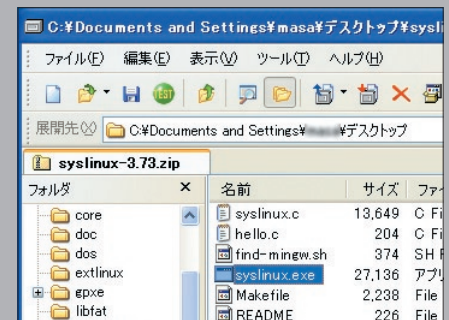 C:¥Documents and Settings¥masa¥デスクトップ¥sysli
ファイル(F) 編集(E) 表示(V) ツール(T) ヘルプ(H)
TEST
展開先(X) C:¥Documents and Settings¥ ¥デスクトップ
syslinux-3.73.zip
フォルダ × 名前 サイズ ファイ
core syslinux.c 13,649 C Fi
doc hello.c 204 C Fi
dos find-mingw.sh 374 SH F
extlinux syslinux.exe 27,136 アプリ
gpxe Makefile 2,238 File
libfat README 226 File